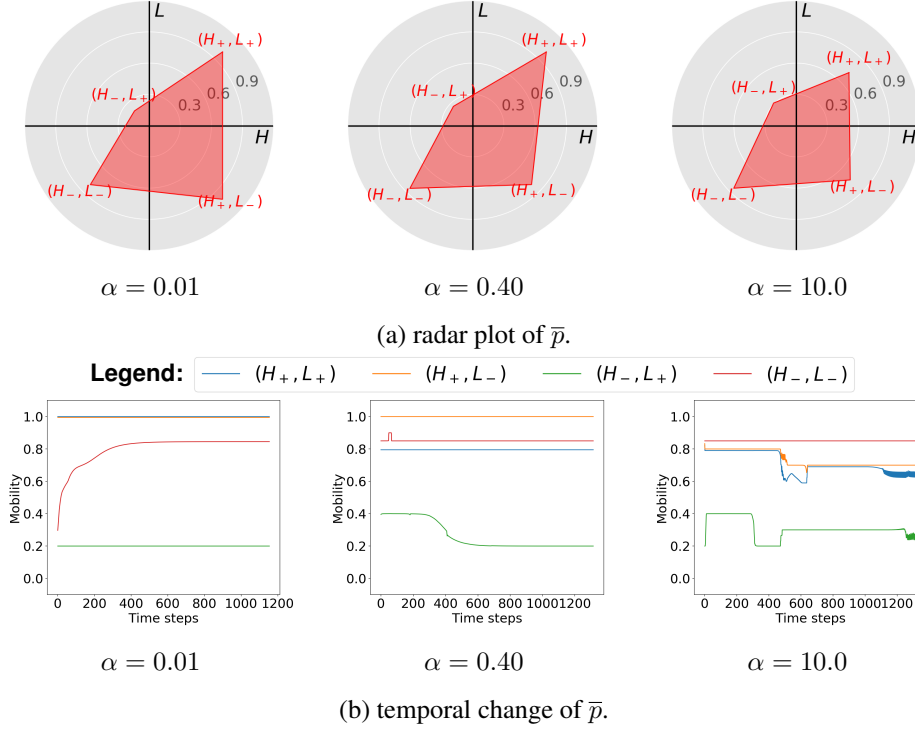 L
(H₊, L₊)
0.9
0.6
0.3
(H₋, L₊)
H
(H₋, L₋)
(H₊, L₋)
α = 0.01
L
(H₊, L₊)
0.9
0.6
0.3
(H₋, L₊)
H
(H₋, L₋)
(H₊, L₋)
α = 0.40
L
(H₊, L₊)
0.9
0.6
0.3
(H₋, L₊)
H
(H₋, L₋)
(H₊, L₋)
α = 10.0
(a) radar plot of p̅.
Legend: (H₊, L₊) (H₊, L₋) (H₋, L₊) (H₋, L₋)
1.0
0.8
0.6
0.4
0.2
0.0
Mobility
0 200 400 600 800 1000 1200
Time steps
α = 0.01
1.0
0.8
0.6
0.4
0.2
0.0
Mobility
0 200 400 600 800 1000 1200
Time steps
α = 0.40
1.0
0.8
0.6
0.4
0.2
0.0
Mobility
0 200 400 600 800 1000 1200
Time steps
α = 10.0
(b) temporal change of p̅.